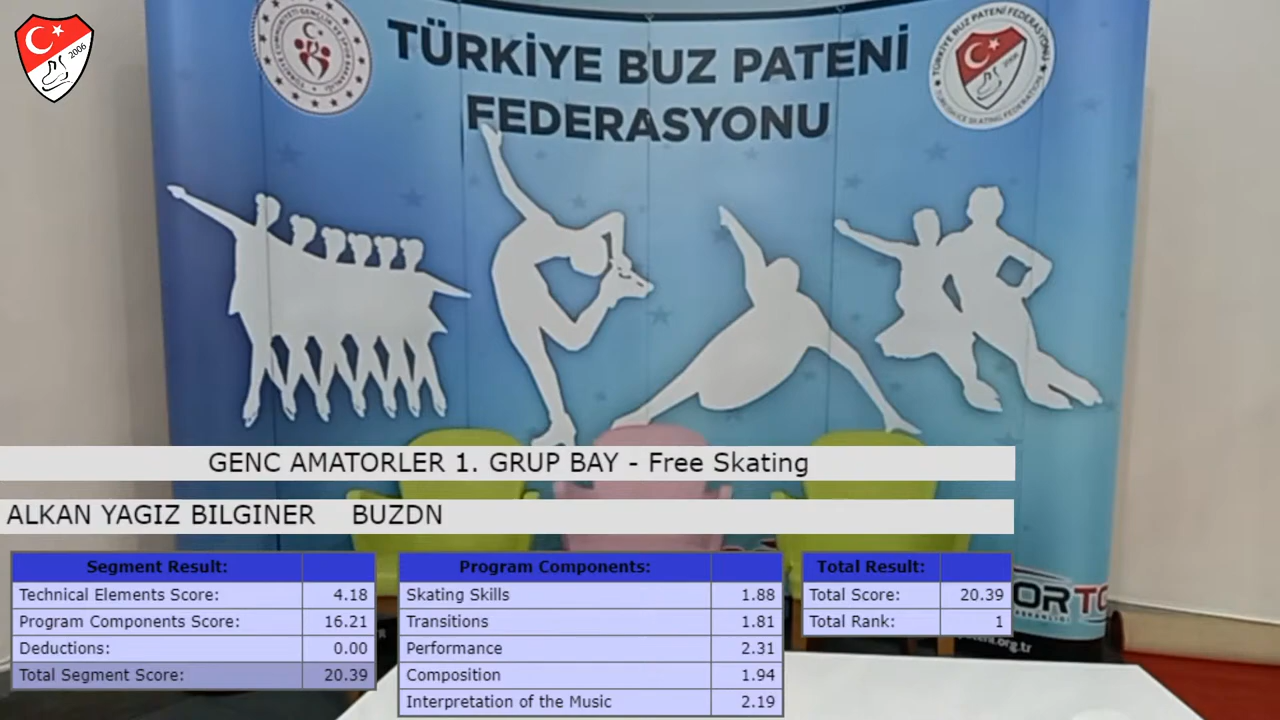 2006
TÜRKİYE BUZ PATENİ
FEDERASYONU
GENC AMATORLER 1. GRUP BAY - Free Skating
ALKAN YAGIZ BILGINER BUZDN
Segment Result:
Technical Elements Score: 4.18
Program Components Score: 16.21
Deductions: 0.00
Total Segment Score: 20.39
Program Components:
Skating Skills 1.88
Transitions 1.81
Performance 2.31
Composition 1.94
Interpretation of the Music 2.19
Total Result:
Total Score: 20.39
Total Rank: 1